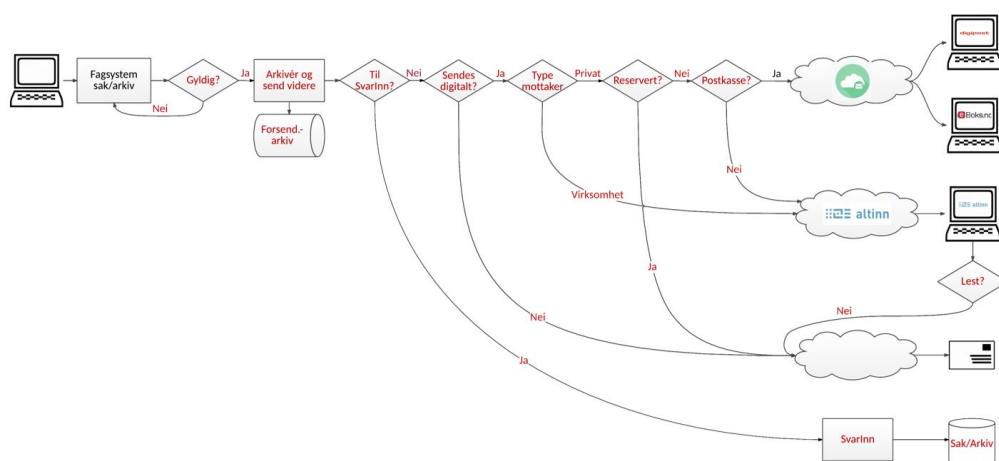 digipost
Fagsystem
sak/arkiv
Gyldig?
Ja
Arkivér og
send videre
Til
SvarInn?
Nei
Sendes
digitalt?
Ja
Type
mottaker
Privat
Reservert?
Nei
Postkasse?
Ja
Nei
eBoks.no
Forsend.-
arkiv
Nei
Virksomhet
altinn
altinn
Ja
Lest?
Nei
Nei
Ja
SvarInn
Sak/Arkiv